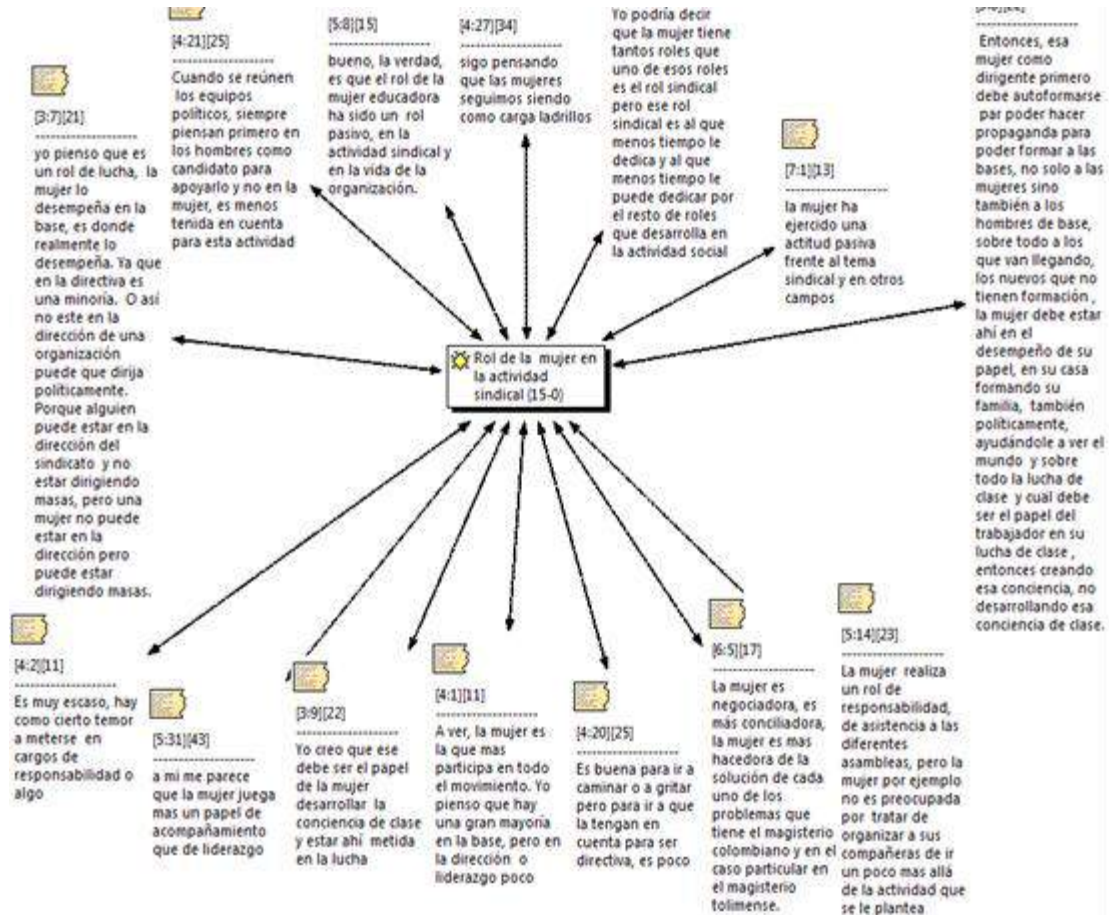 [3:7][21]
--------------------
yo pienso que es
un rol de lucha,  la
mujer lo
desempeña en la
base, es donde
realmente lo
desempeña. Ya que
en la directiva es
una minoría.  O así
no este en la
dirección de una
organización
puede que dirija
políticamente.
Porque alguien
puede estar en la
dirección del
sindicato  y no
estar dirigiendo
masas, pero una
mujer no puede
estar en la
dirección pero
puede estar
dirigiendo masas.
[4:21][25]
--------------------
Cuando se reúnen
los equipos
políticos, siempre
piensan primero en
los hombres como
candidato para
apoyarlo y no en la
mujer, es menos
tenida en cuenta
para esta actividad
[5:8][15]
--------------------
bueno, la verdad,
es que el rol de la
mujer educadora
ha sido un  rol
pasivo, en la
actividad sindical y
en la vida de la
organización.
[4:27][34]
--------------------
sigo pensando
que las mujeres
seguimos siendo
como carga ladrillos
Yo podría decir
que la mujer tiene
tantos roles que
uno de esos roles
es el rol sindical
pero ese rol
sindical es al que
menos tiempo le
dedica y al que
menos tiempo le
puede dedicar por
el resto de roles
que desarrolla en
la actividad social
[7:1][13]
--------------------
la mujer ha
ejercido una
actitud pasiva
frente al tema
sindical y en otros
campos
--------------------
Entonces, esa
mujer como
dirigente primero
debe autoformarse
par poder hacer
propaganda para
poder formar a las
bases, no solo a las
mujeres sino
también a los
hombres de base,
sobre todo a los
que van llegando,
los nuevos que no
tienen formación ,
la mujer debe estar
ahí en el
desempeño de su
papel, en su casa
formando su
familia,  también
políticamente,
ayudándole a ver el
mundo  y sobre
todo la lucha de
clase  y cual debe
ser el papel del
trabajador en su
lucha de clase ,
entonces creando
esa conciencia, no
desarrollando esa
conciencia de clase.
Rol de la  mujer en
la actividad
sindical (15-0)
[4:2][11]
--------------------
Es muy escaso, hay
como cierto temor
a meterse  en
cargos de
responsabilidad o
algo
[5:31][43]
--------------------
a mi me parece
que la mujer juega
mas un papel de
acompañamiento
que de liderazgo
[3:9][22]
--------------------
Yo creo que ese
debe ser el papel
de la mujer
desarrollar  la
conciencia de clase
y estar ahí  metida
en la lucha
[4:1][11]
--------------------
A ver, la mujer es
la que mas
participa en todo
el movimiento. Yo
pienso que hay
una gran mayoría
en la base, pero en
la dirección  o
liderazgo poco
[4:20][25]
--------------------
Es buena para ir a
caminar o a gritar
pero para ir a que
la tengan en
cuenta para ser
directiva, es poco
[6:5][17]
--------------------
La mujer es
negociadora, es
más conciliadora,
la mujer es mas
hacedora de la
solución de cada
uno de los
problemas que
tiene el magisterio
colombiano y en el
caso particular en
el magisterio
tolimense.
[5:14][23]
--------------------
La mujer  realiza
un rol de
responsabilidad,
de asistencia a las
diferentes
asambleas, pero la
mujer por ejemplo
no es preocupada
por  tratar de
organizar a sus
compañeras de ir
un poco mas allá
de la actividad que
se le plantea